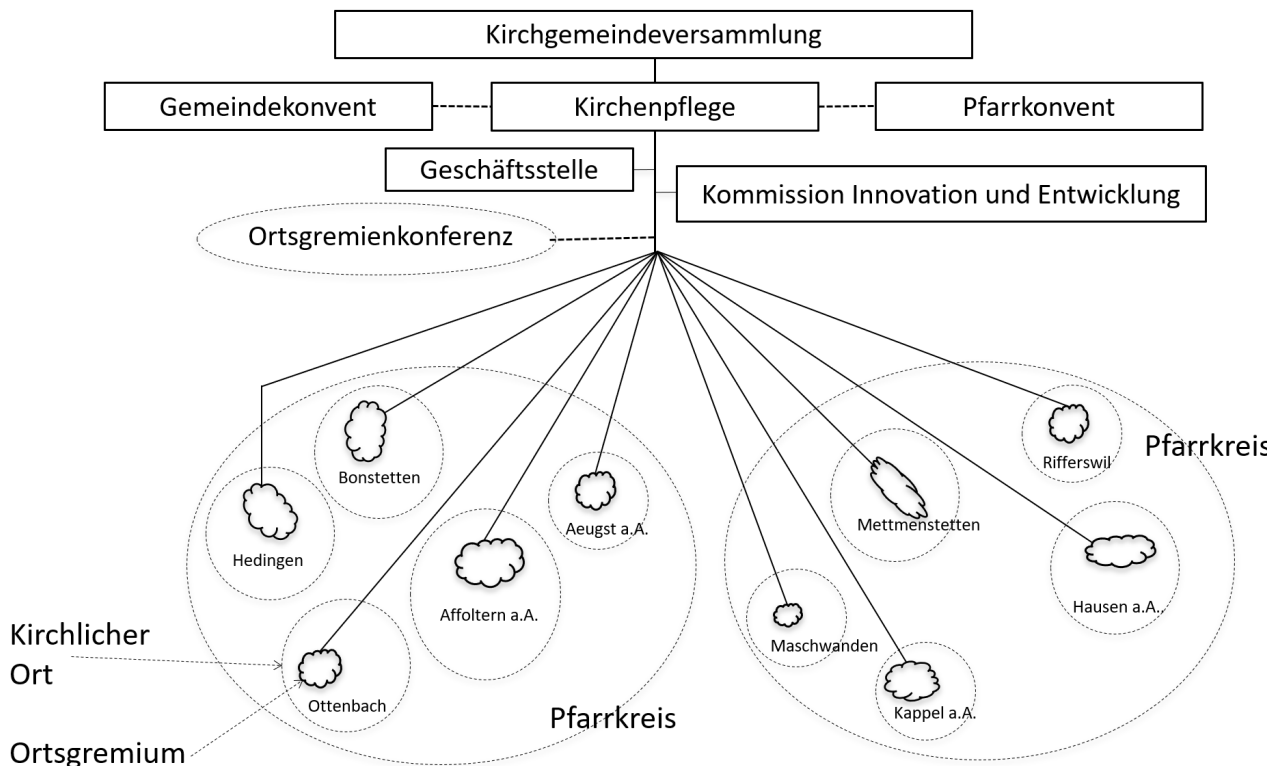 Kirchgemeindeversammlung
Gemeindekonvent
Kirchenpflege
Pfarrkonvent
Geschäftsstelle
Kommission Innovation und Entwicklung
Ortsgremienkonferenz
Bonstetten
Hedingen
Aeugst a.A.
Affoltern a.A.
Ottenbach
Pfarrkreis
Rifferswil
Pfarrkreis
Mettmenstetten
Hausen a.A.
Maschwanden
Kappel a.A.
Kirchlicher
Ort
Ortsgremium